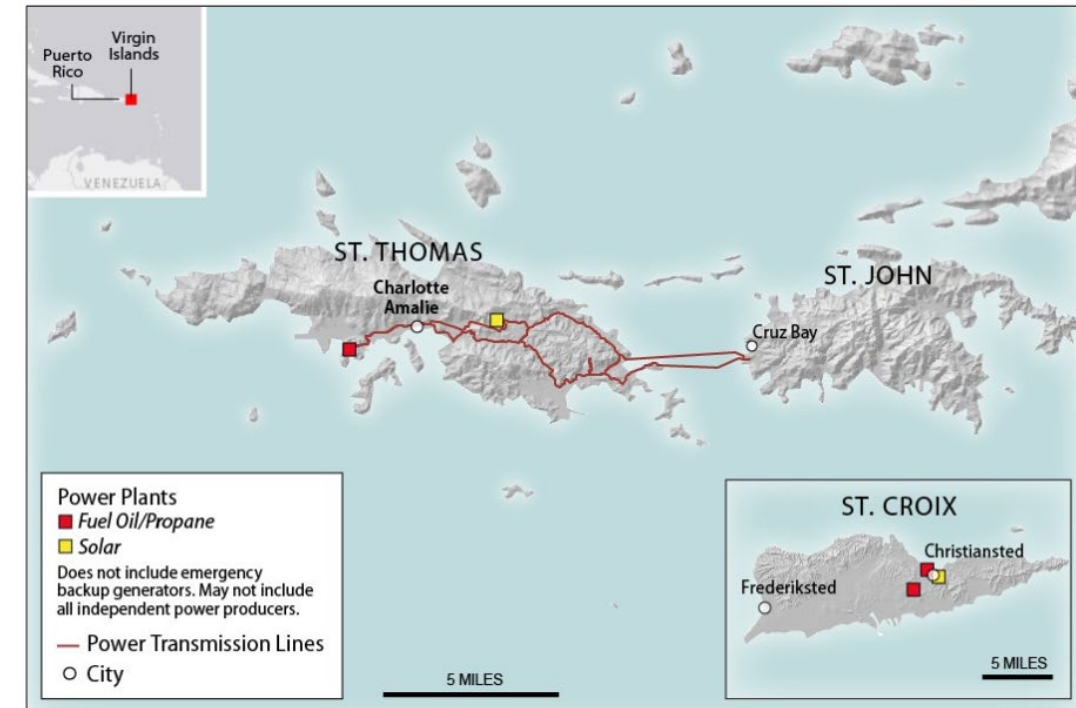 Virgin
Islands
Puerto
Rico
VENEZUELA
ST. THOMAS
Charlotte
Amalie
ST. JOHN
Cruz Bay
Power Plants
Fuel Oil/Propane
Solar
Does not include emergency
backup generators. May not include
all independent power producers.
Power Transmission Lines
City
5 MILES
ST. CROIX
Christiansted
Frederiksted
5 MILES